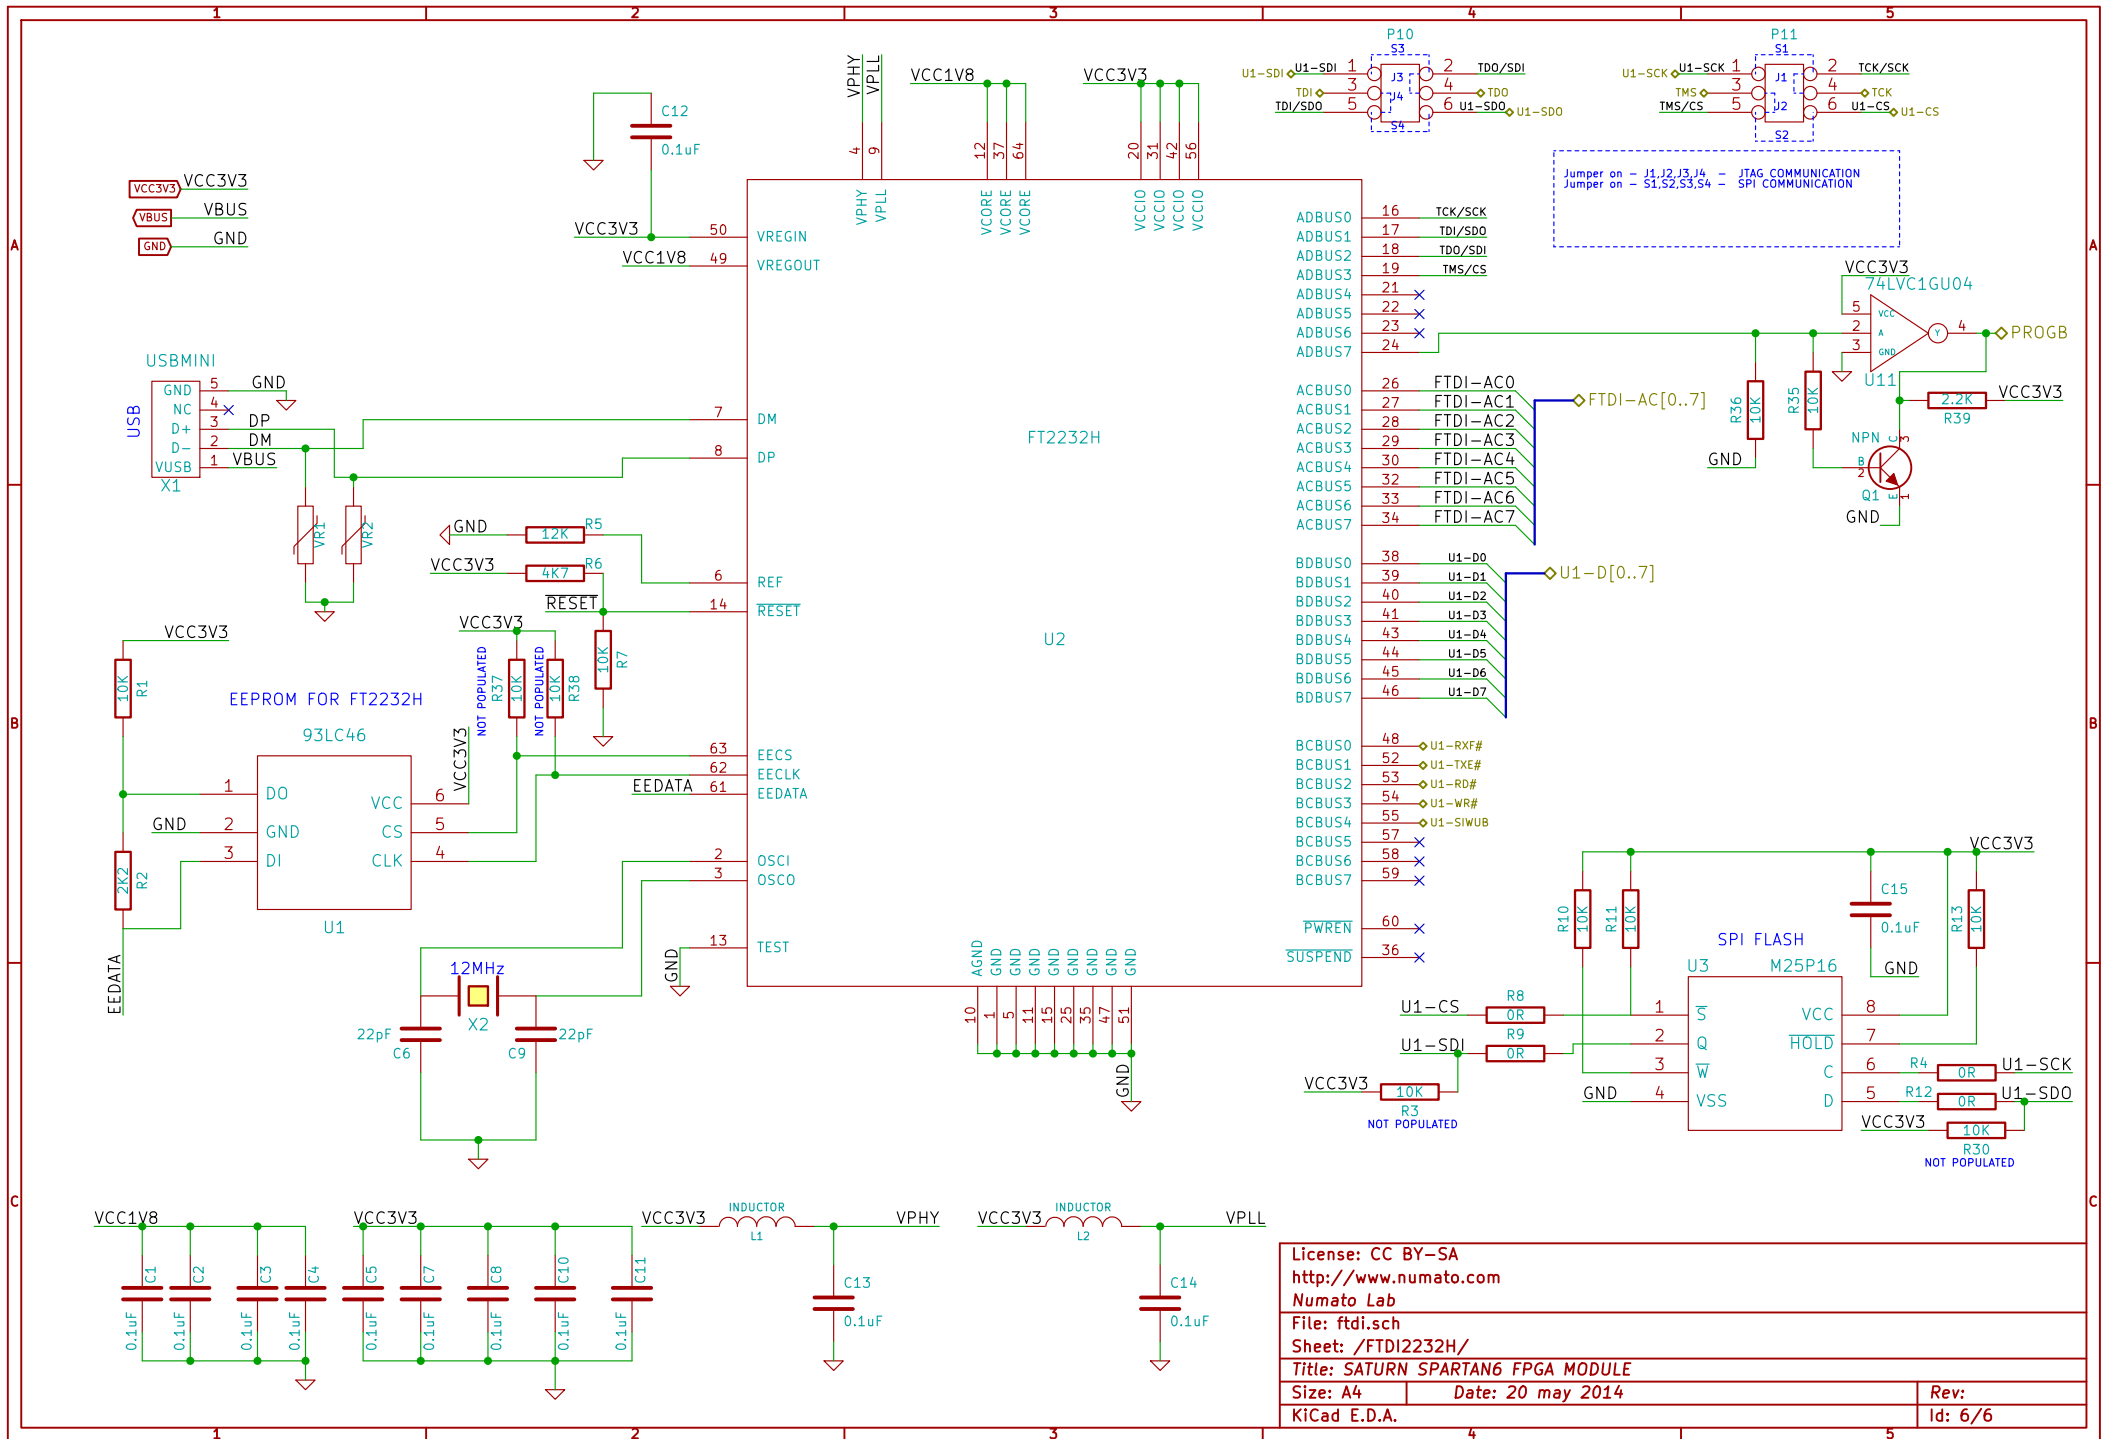 1 2 3 4 5
A B C
A B C
1 2 3 4 5
VCC3V3 VCC3V3
VBUS VBUS
GND GND
C12
0.1uF
VCC3V3
VCC1V8
VPHY
VPLL
4 9
VCC1V8
12 37 64
VCC3V3
20 31 42 56
VPHY VPLL VCORE VCORE VCORE VCCIO VCCIO VCCIO VCCIO
P10
S3
U1-SDI U1-SDI 1 J3 2 TDO/SDI
TDI 3 4 TDO
TDI/SDO 5 J4 6 U1-SDO U1-SDO
S4
P11
S1
U1-SCK U1-SCK 1 J1 2 TCK/SCK
TMS 3 4 TCK
TMS/CS 5 J2 6 U1-CS U1-CS
S2
Jumper on - J1,J2,J3,J4 - JTAG COMMUNICATION
Jumper on - S1,S2,S3,S4 - SPI COMMUNICATION
50 VREGIN
49 VREGOUT
7 DM
8 DP
6 REF
14 RESET
63 EECS
62 EECLK
EEDATA 61 EEDATA
2 OSCI
3 OSCO
13 TEST
GND
FT2232H
U2
ADBUS0 16 TCK/SCK
ADBUS1 17 TDI/SDO
ADBUS2 18 TDO/SDI
ADBUS3 19 TMS/CS
ADBUS4 21
ADBUS5 22
ADBUS6 23
ADBUS7 24
ACBUS0 26 FTDI-AC0
ACBUS1 27 FTDI-AC1
ACBUS2 28 FTDI-AC2
ACBUS3 29 FTDI-AC3
ACBUS4 30 FTDI-AC4
ACBUS5 32 FTDI-AC5
ACBUS6 33 FTDI-AC6
ACBUS7 34 FTDI-AC7
FTDI-AC[0..7]
BDBUS0 38 U1-D0
BDBUS1 39 U1-D1
BDBUS2 40 U1-D2
BDBUS3 41 U1-D3
BDBUS4 43 U1-D4
BDBUS5 44 U1-D5
BDBUS6 45 U1-D6
BDBUS7 46 U1-D7
U1-D[0..7]
BCBUS0 48 U1-RXF#
BCBUS1 52 U1-TXE#
BCBUS2 53 U1-RD#
BCBUS3 54 U1-WR#
BCBUS4 55 U1-SIWUB
BCBUS5 57
BCBUS6 58
BCBUS7 59
PWREN 60
SUSPEND 36
AGND GND GND GND GND GND GND GND GND
10 1 5 11 15 25 35 47 51
GND
VCC3V3
74LVC1GU04
5 VCC
2 A Y 4 PROGB
3 GND
U11
R36 10K
R35 10K
2.2K VCC3V3
R39
GND
NPN C 3
B 2
Q1 E 1
GND
USBMINI
USB
GND 5 GND
NC 4
D+ 3 DP
D- 2 DM
VUSB 1 VBUS
X1
VR1 VR2
GND R5
12K
VCC3V3 R6
4K7
RESET
VCC3V3
NOT POPULATED R37 10K
NOT POPULATED 10K R38
10K R7
VCC3V3
10K R1
EEPROM FOR FT2232H
93LC46
VCC3V3
1 DO
GND 2 GND
3 DI
VCC 6
CS 5
CLK 4
U1
2K2 R2
EEDATA
12MHz
X2
22pF C6
22pF C9
VCC3V3
R10 10K
R11 10K
C15
0.1uF
R13 10K
GND
SPI FLASH
U3 M25P16
U1-CS R8
0R 1 S
U1-SDI R9
0R 2 Q
3 W
GND 4 VSS
VCC 8
HOLD 7
C 6 R4 0R U1-SCK
D 5 R12 0R U1-SDO
VCC3V3 10K
R3
NOT POPULATED
VCC3V3 10K
R30
NOT POPULATED
VCC1V8
C1 C2 C3 C4
0.1uF 0.1uF 0.1uF 0.1uF
VCC3V3
C5 C7 C8 C10 C11
0.1uF 0.1uF 0.1uF 0.1uF 0.1uF
INDUCTOR
VCC3V3 VPHY
L1
C13
0.1uF
INDUCTOR
VCC3V3 VPLL
L2
C14
0.1uF
License: CC BY-SA
http://www.numato.com
Numato Lab
File: ftdi.sch
Sheet: /FTDI2232H/
Title: SATURN SPARTAN6 FPGA MODULE
Size: A4 Date: 20 may 2014 Rev:
KiCad E.D.A. Id: 6/6